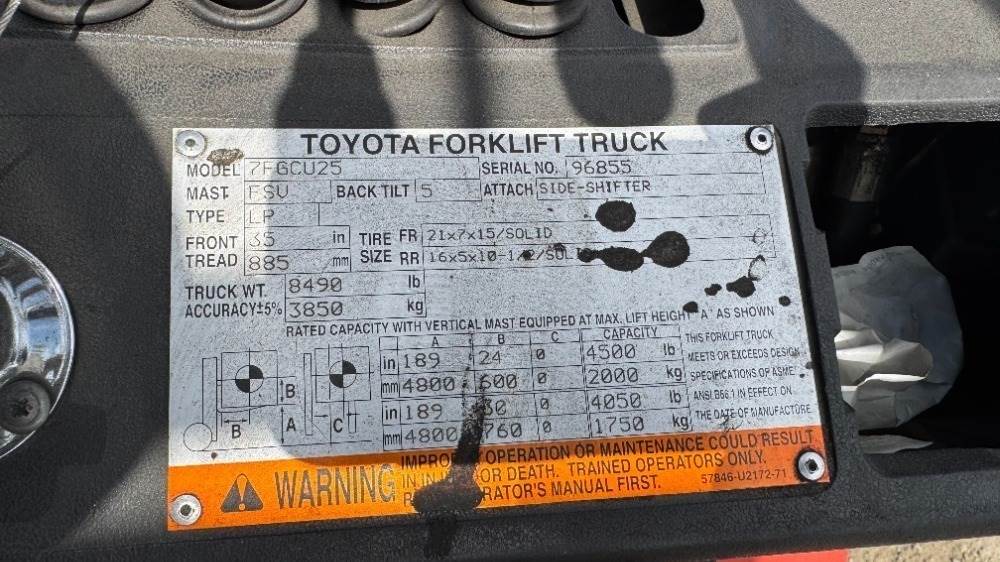 TOYOTA FORKLIFT TRUCK
MODEL 7FGCU25 SERIAL NO. 96855
MAST FSV BACK TILT 5 ATTACH SIDE-SHIFTER
TYPE LP
FRONT TREAD 35 in TIRE SIZE FR 21x7x15/SOLID
885 mm RR 16x5x10-1/2/SOL
TRUCK WT. 8490 lb
ACCURACY±5% 3850 kg
RATED CAPACITY WITH VERTICAL MAST EQUIPPED AT MAX. LIFT HEIGHT "A" AS SHOWN
A B C CAPACITY
in 189 24 0 4500 lb
mm 4800 600 0 2000 kg
in 189 30 0 4050 lb
mm 4800 760 0 1750 kg
B A B C
THIS FORKLIFT TRUCK
MEETS OR EXCEEDS DESIGN
SPECIFICATIONS OF ASME
ANSI B56.1 IN EFFECT ON
THE DATE OF MANUFACTURE
WARNING
OPERATION OR MAINTENANCE COULD RESULT
IN OR DEATH. TRAINED OPERATORS ONLY.
MANUAL FIRST.
57846-U2172-71